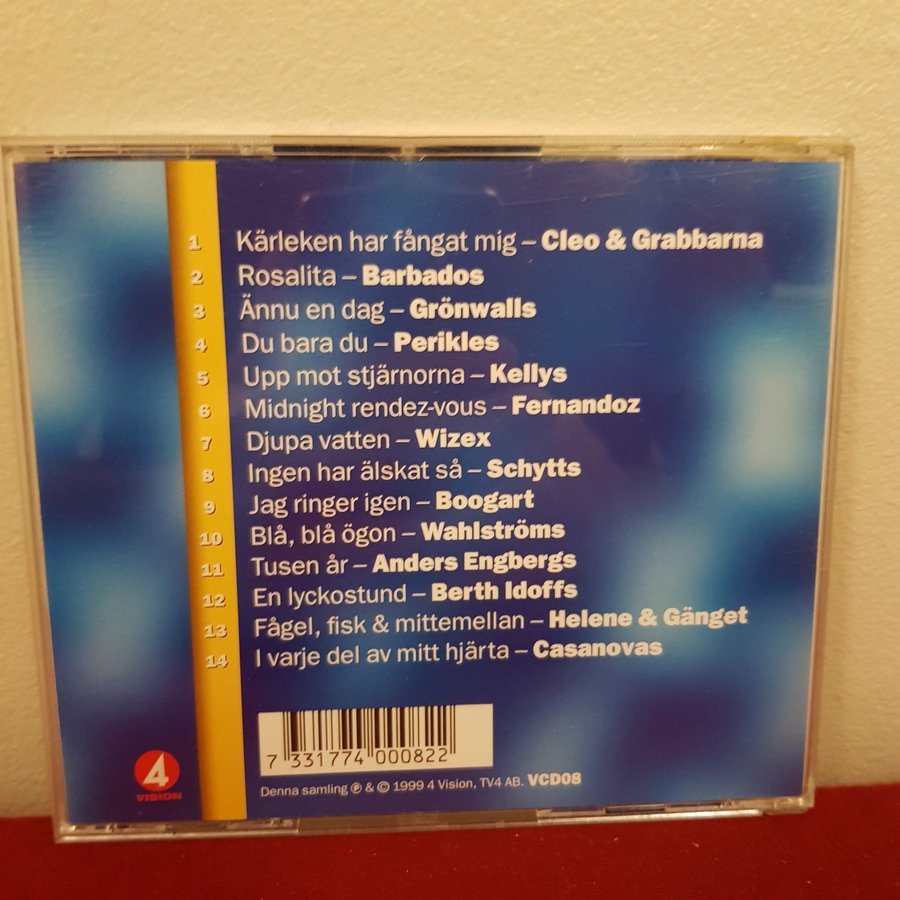 1 Kärleken har fångat mig – Cleo & Grabbarna
2 Rosalita – Barbados
3 Ännu en dag – Grönwalls
4 Du bara du – Perikles
5 Upp mot stjärnorna – Kellys
6 Midnight rendez-vous – Fernandoz
7 Djupa vatten – Wizex
8 Ingen har älskat så – Schytts
9 Jag ringer igen – Boogart
10 Blå, blå ögon – Wahlströms
11 Tusen år – Anders Engbergs
12 En lyckostund – Berth Idoffs
13 Fågel, fisk & mittemellan – Helene & Gänget
14 I varje del av mitt hjärta – Casanovas
7 331774 000822
4
VISION
Denna samling ℗ & © 1999 4 Vision, TV4 AB. VCD08